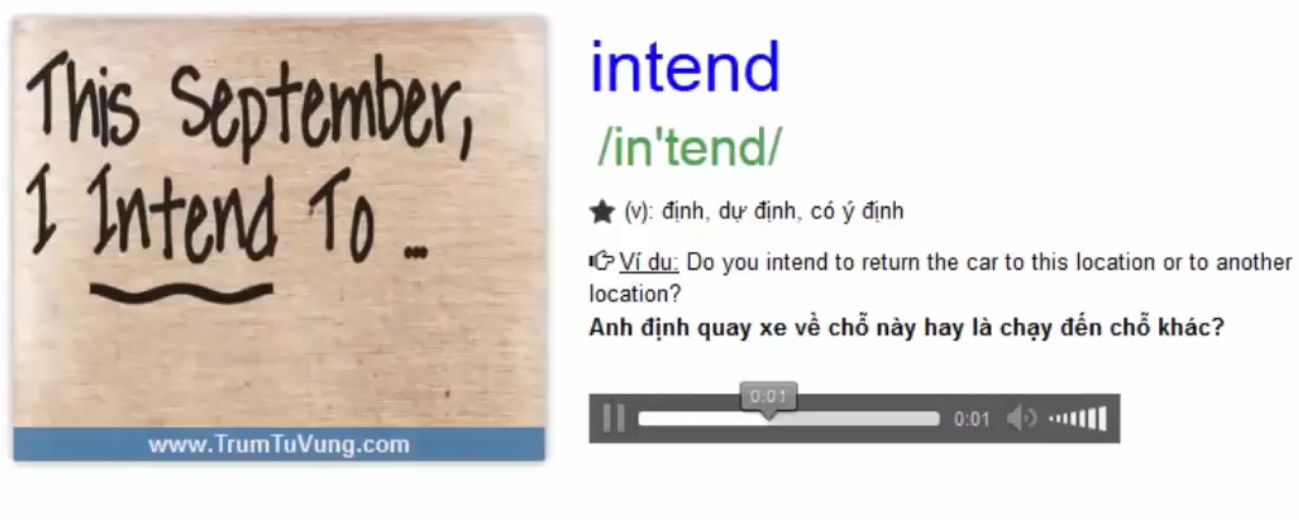 This September,
I Intend To ...
www.TrumTuVung.com
intend
/in'tend/
★ (v): định, dự định, có ý định
Ví dụ: Do you intend to return the car to this location or to another
location?
Anh định quay xe về chỗ này hay là chạy đến chỗ khác?
0:01
0:01